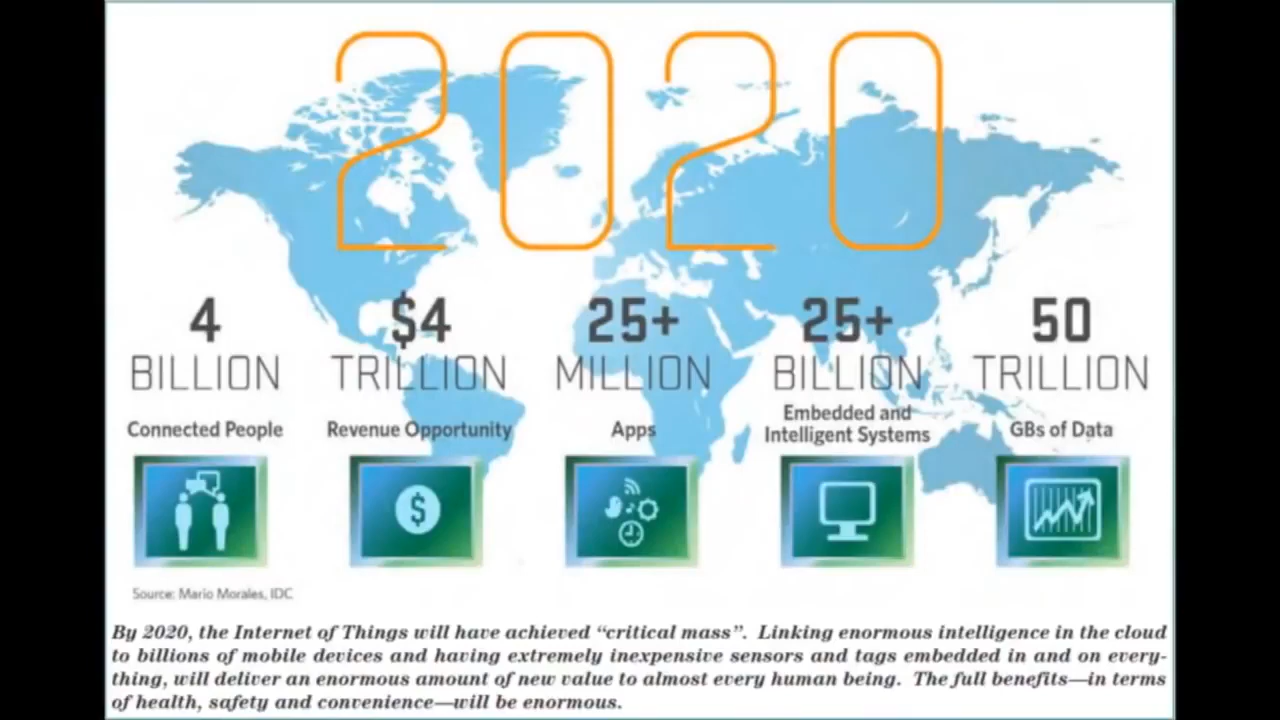 2020
4 $4 25+ 25+ 50
BILLION TRILLION MILLION BILLION TRILLION
Connected People Revenue Opportunity Apps Embedded and Intelligent Systems GBs of Data
Source: Mario Morales, IDC
By 2020, the Internet of Things will have achieved “critical mass”. Linking enormous intelligence in the cloud
to billions of mobile devices and having extremely inexpensive sensors and tags embedded in and on every-
thing, will deliver an enormous amount of new value to almost every human being. The full benefits—in terms
of health, safety and convenience—will be enormous.